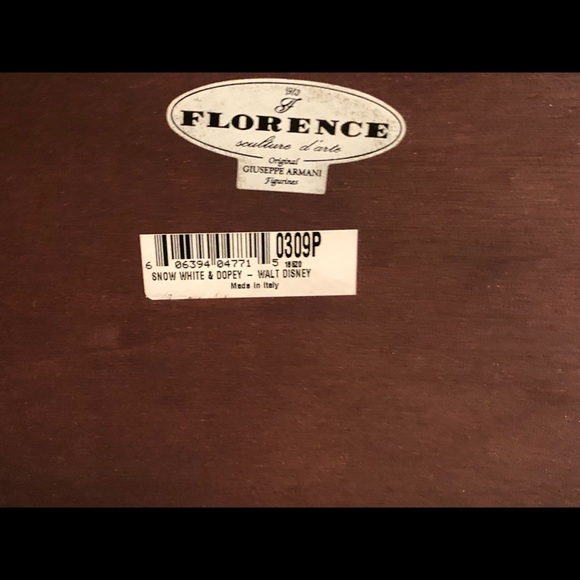 FLORENCE
sculture d'arte
Original
GIUSEPPE ARMANI
Figurines
0309P
6 06394 04771 5 18520
SNOW WHITE & DOPEY - WALT DISNEY
Made in Italy